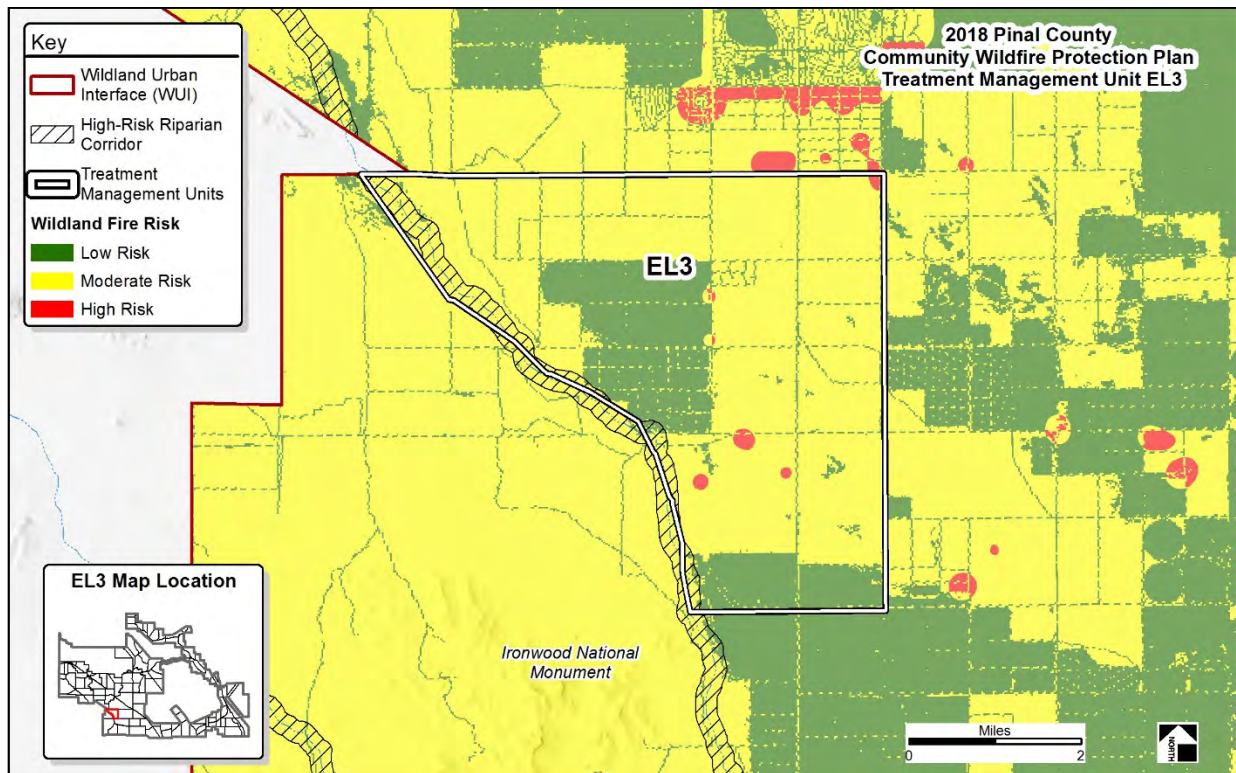 Key
Wildland Urban
Interface (WUI)
High-Risk Riparian
Corridor
Treatment
Management Units
Wildland Fire Risk
Low Risk
Moderate Risk
High Risk
2018 Pinal County
Community Wildfire Protection Plan
Treatment Management Unit EL3
EL3
EL3 Map Location
Ironwood National
Monument
Miles
0 2
NORTH